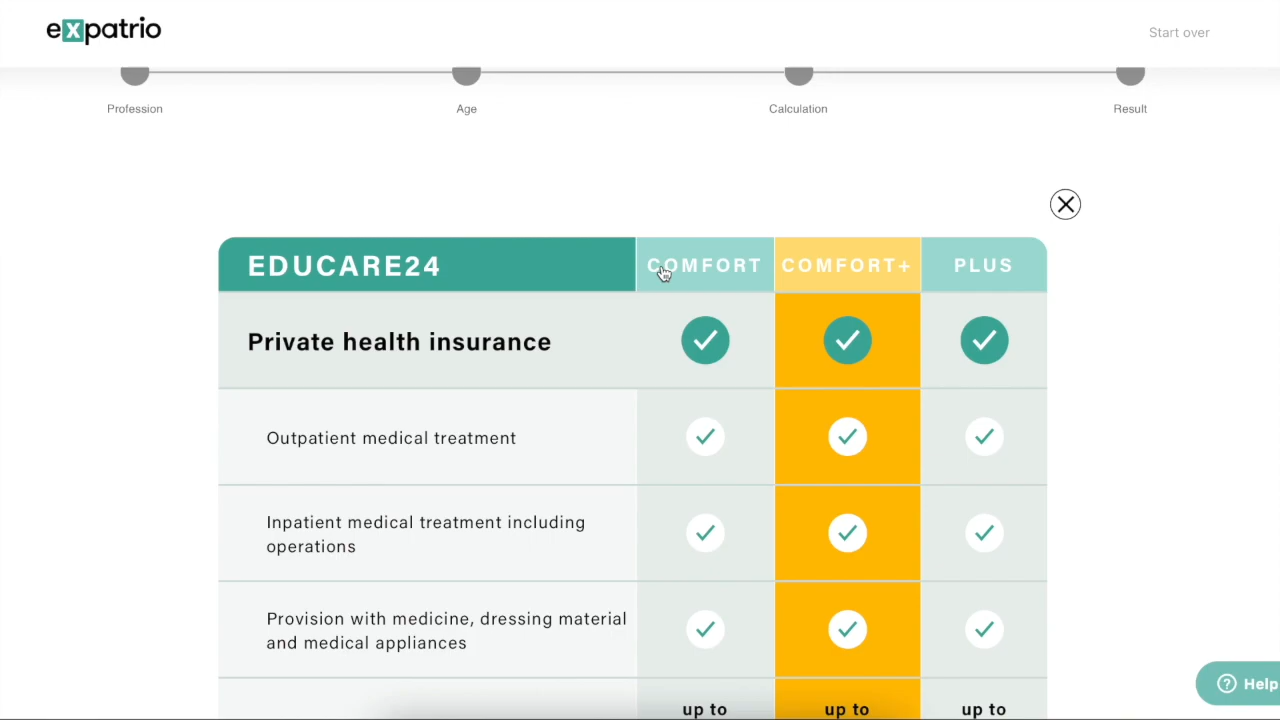 expatrio
Start over
Profession
Age
Calculation
Result
EDUCARE24
COMFORT
COMFORT+
PLUS
Private health insurance
Outpatient medical treatment
Inpatient medical treatment including
operations
Provision with medicine, dressing material
and medical appliances
up to
up to
up to
? Help